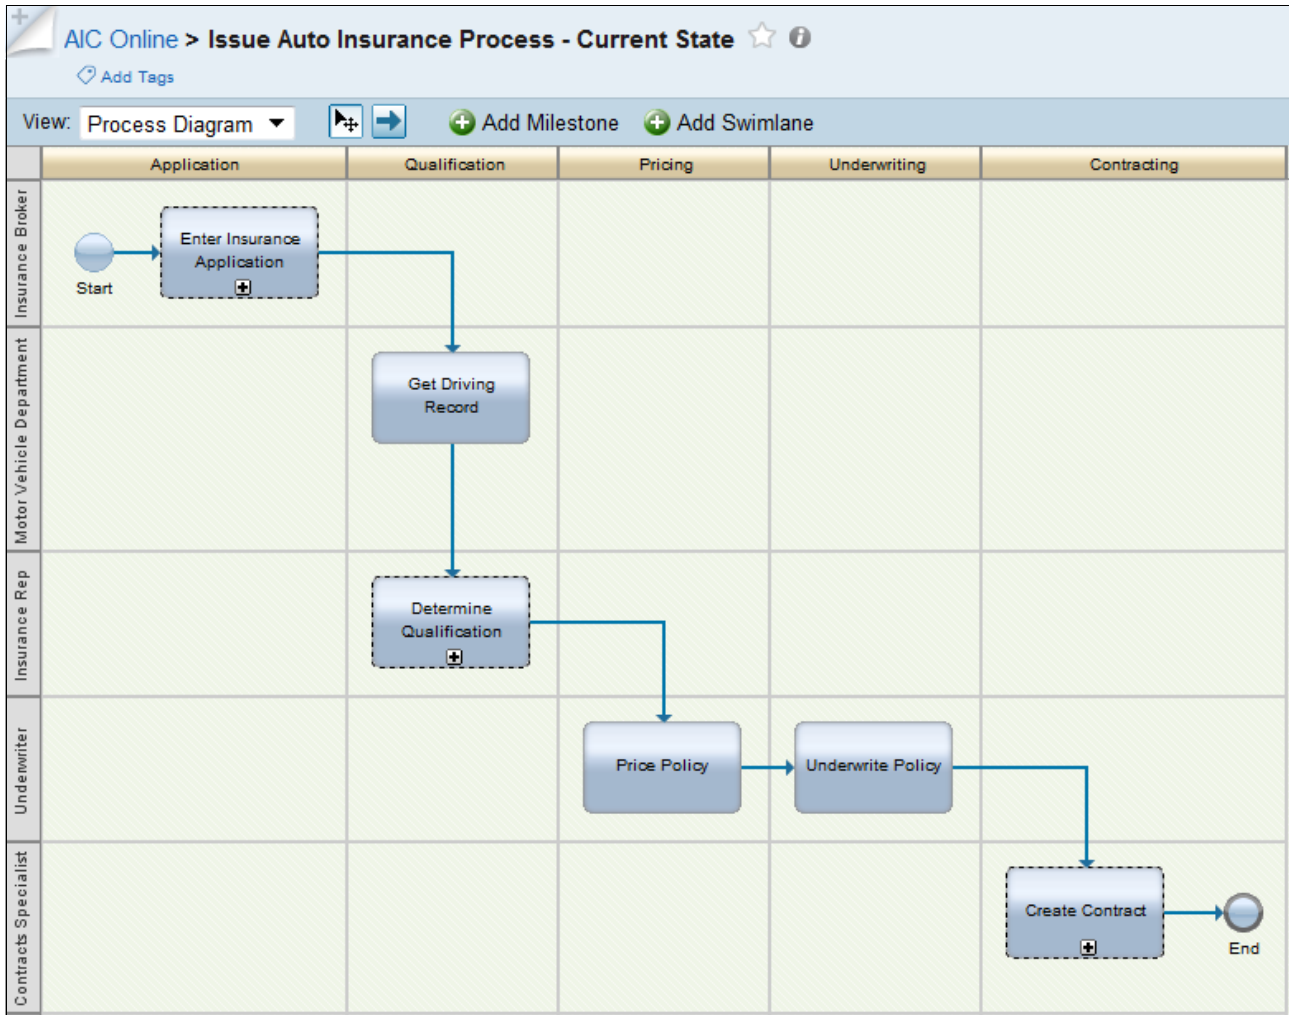 AIC Online > Issue Auto Insurance Process - Current State
Add Tags
View: Process Diagram Add Milestone Add Swimlane
Application Qualification Pricing Underwriting Contracting
Insurance Broker
Start
Enter Insurance
Application
Motor Vehicle Department
Get Driving
Record
Insurance Rep
Determine
Qualification
Underwriter
Price Policy
Underwrite Policy
Contracts Specialist
Create Contract
End